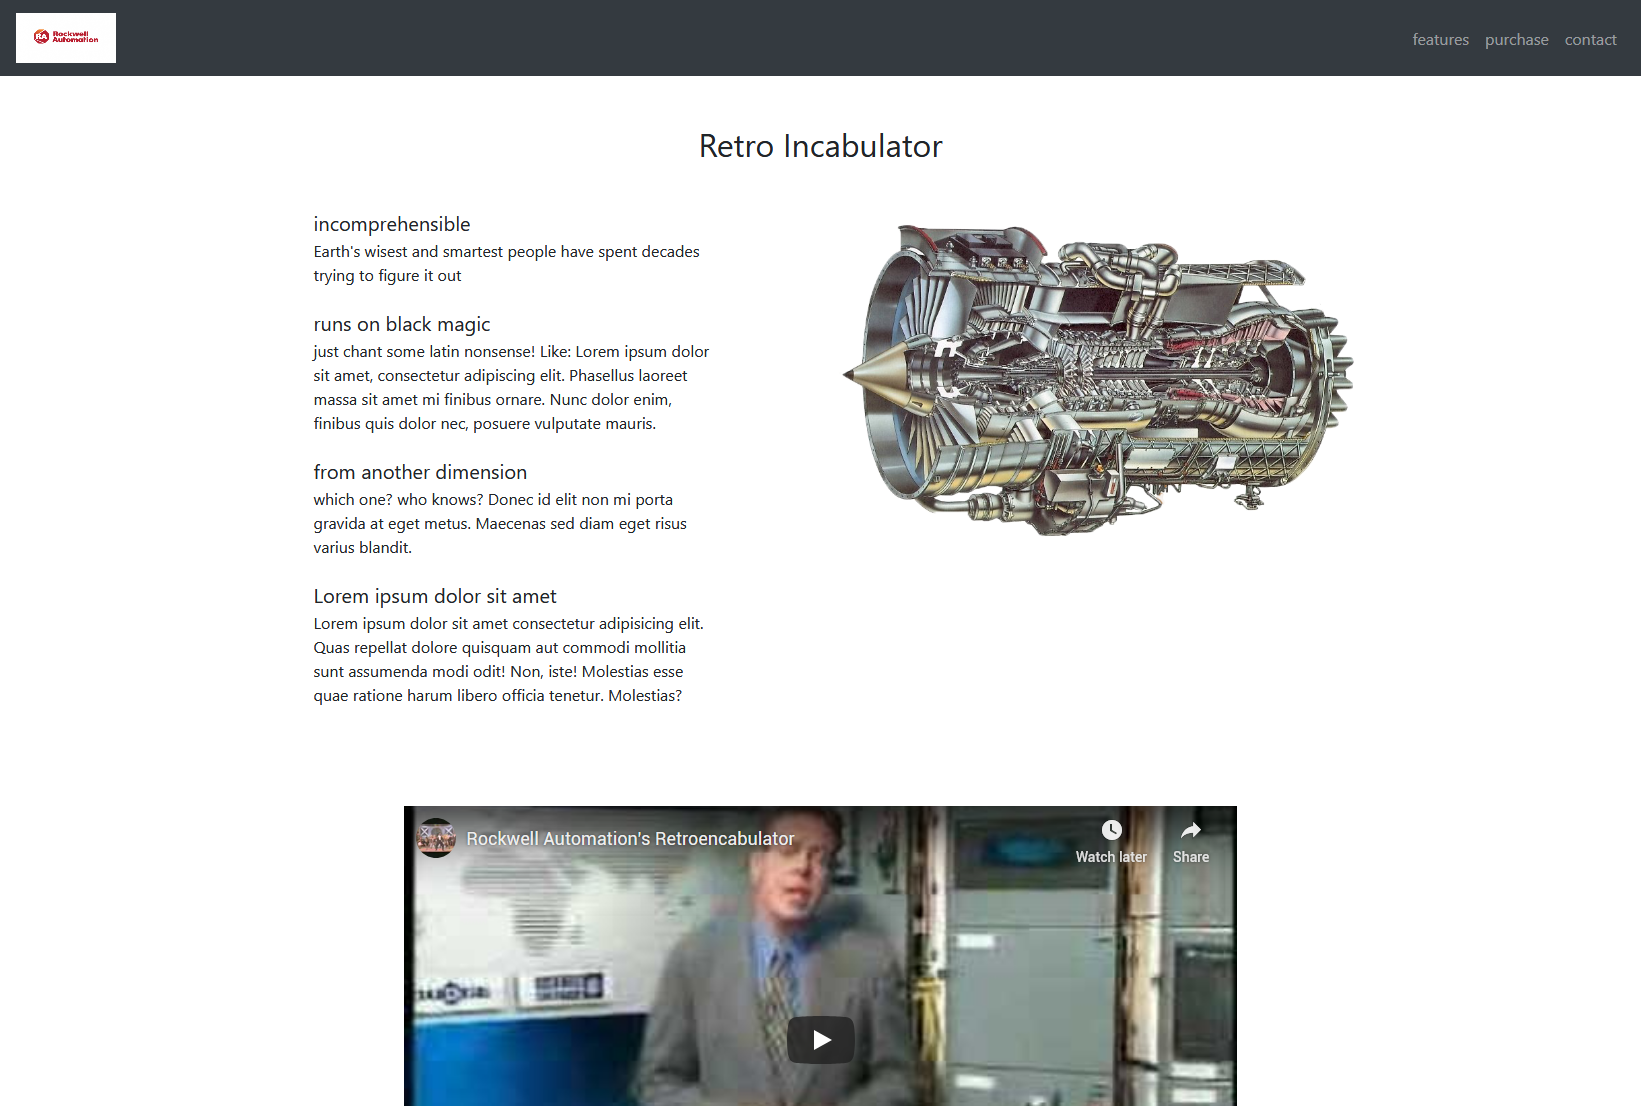 RA Rockwell
Automation
features purchase contact
Retro Incabulator
incomprehensible
Earth's wisest and smartest people have spent decades
trying to figure it out
runs on black magic
just chant some latin nonsense! Like: Lorem ipsum dolor
sit amet, consectetur adipiscing elit. Phasellus laoreet
massa sit amet mi finibus ornare. Nunc dolor enim,
finibus quis dolor nec, posuere vulputate mauris.
from another dimension
which one? who knows? Donec id elit non mi porta
gravida at eget metus. Maecenas sed diam eget risus
varius blandit.
Lorem ipsum dolor sit amet
Lorem ipsum dolor sit amet consectetur adipisicing elit.
Quas repellat dolore quisquam aut commodi mollitia
sunt assumenda modi odit! Non, iste! Molestias esse
quae ratione harum libero officia tenetur. Molestias?
Rockwell Automation's Retroencabulator
Watch later
Share